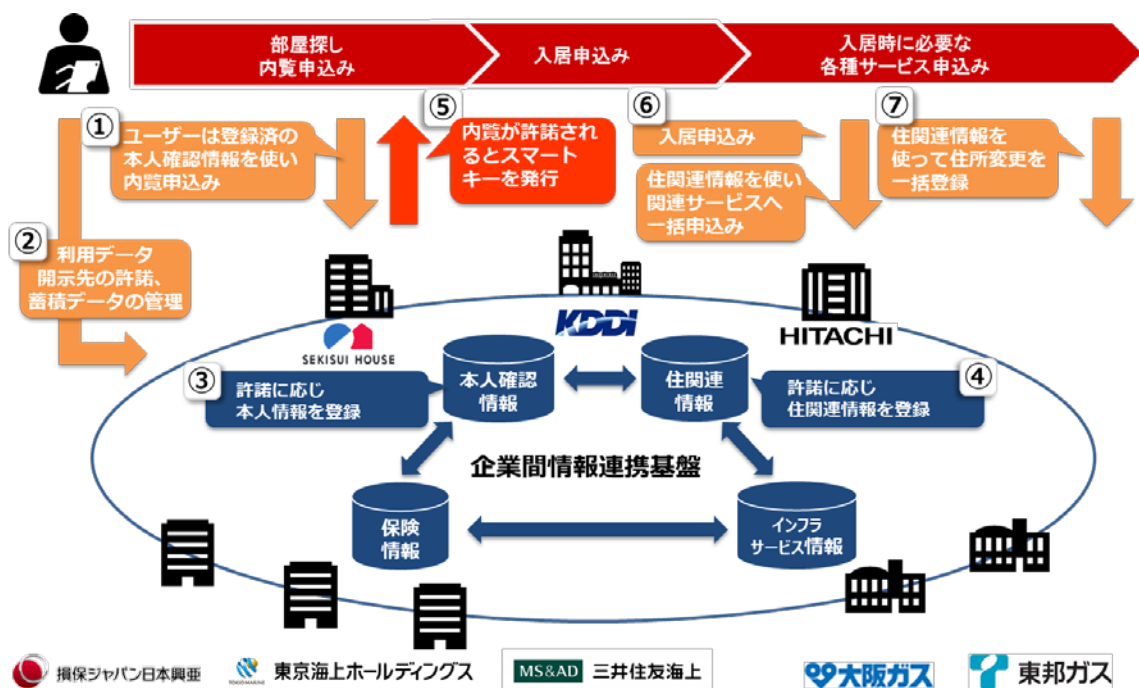 部屋探し
内覧申込み
入居申込み
入居時に必要な
各種サービス申込み
①
ユーザーは登録済の
本人確認情報を使い
内覧申込み
⑤
内覧が許諾され
るとスマート
キーを発行
⑥
入居申込み
住関連情報を使い
関連サービスへ
一括申込み
⑦
住関連情報を
使って住所変更を
一括登録
②
利用データ
開示先の許諾、
蓄積データの管理
SEKISUI HOUSE
KDDI
HITACHI
③
許諾に応じ
本人情報を登録
本人確認
情報
住関連
情報
④
許諾に応じ
住関連情報を登録
企業間情報連携基盤
保険
情報
インフラ
サービス情報
損保ジャパン日本興亜
TOKIO MARINE
東京海上ホールディングス
MS&AD 三井住友海上
大阪ガス
東邦ガス